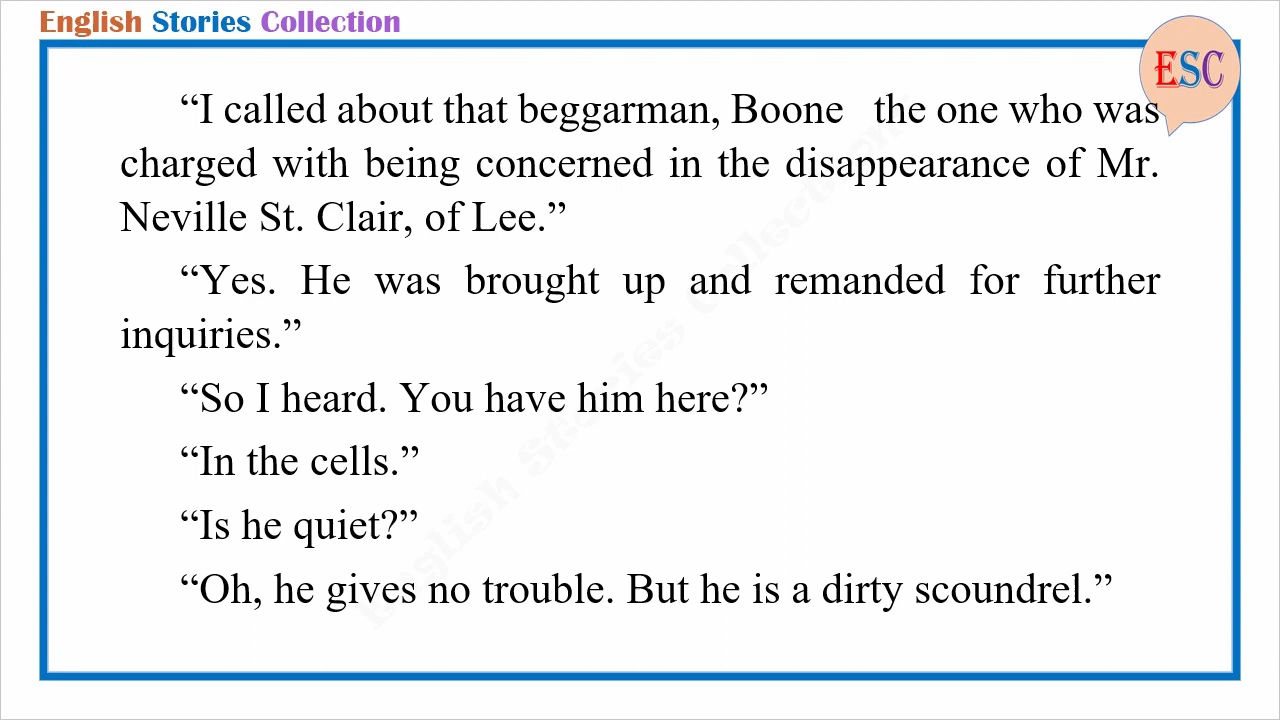 English Stories Collection
ESC
“I called about that beggarman, Boone the one who was
charged with being concerned in the disappearance of Mr.
Neville St. Clair, of Lee.”
“Yes. He was brought up and remanded for further
inquiries.”
“So I heard. You have him here?”
“In the cells.”
“Is he quiet?”
“Oh, he gives no trouble. But he is a dirty scoundrel.”
English Stories Collection